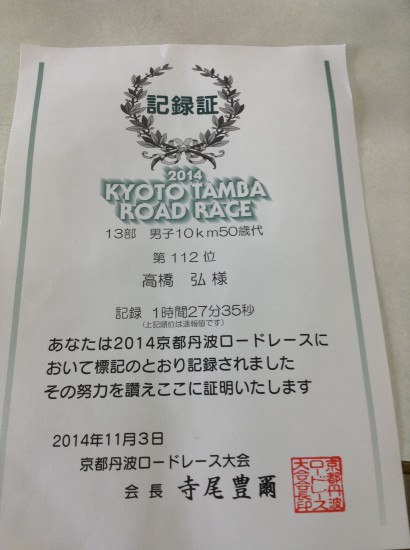 記録証
2014
KYOTO TAMBA
ROAD RACE
13部 男子10km50歳代
第 112 位
高橋 弘 様
記録 1時間27分35秒
(上記順位は速報値です)
あなたは2014京都丹波ロードレースに
おいて標記のとおり記録されました
その努力を讃えここに証明いたします
2014年11月3日
京都丹波ロードレース大会
会長 寺尾豊爾
京都丹波
ロードレース
大会会長印